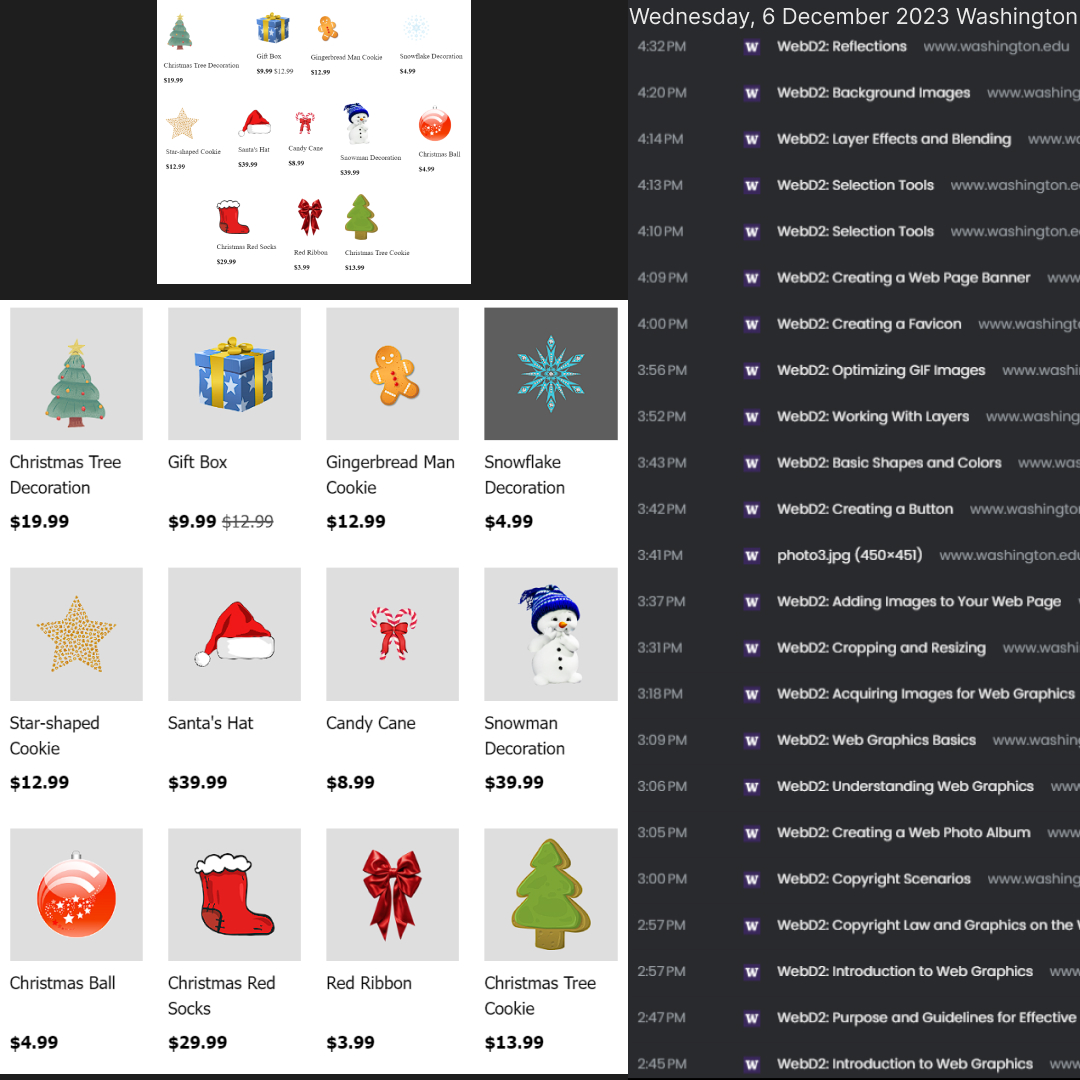 Christmas Tree Decoration
$19.99
Gift Box
$9.99 $12.99
Gingerbread Man Cookie
$12.99
Snowflake Decoration
$4.99
Star-shaped Cookie
$12.99
Santa's Hat
$39.99
Candy Cane
$8.99
Snowman Decoration
$39.99
Christmas Ball
$4.99
Christmas Red Socks
$29.99
Red Ribbon
$3.99
Christmas Tree Cookie
$13.99
Christmas Tree
Decoration
$19.99
Gift Box
$9.99 $12.99
Gingerbread Man
Cookie
$12.99
Snowflake
Decoration
$4.99
Star-shaped
Cookie
$12.99
Santa's Hat
$39.99
Candy Cane
$8.99
Snowman
Decoration
$39.99
Christmas Ball
$4.99
Christmas Red
Socks
$29.99
Red Ribbon
$3.99
Christmas Tree
Cookie
$13.99
Wednesday, 6 December 2023 Washington
4:32 PM W WebD2: Reflections www.washington.edu
4:20 PM W WebD2: Background Images www.washing
4:14 PM W WebD2: Layer Effects and Blending www.wa
4:13 PM W WebD2: Selection Tools www.washington.e
4:10 PM W WebD2: Selection Tools www.washington.e
4:09 PM W WebD2: Creating a Web Page Banner www
4:00 PM W WebD2: Creating a Favicon www.washingt
3:56 PM W WebD2: Optimizing GIF Images www.washi
3:52 PM W WebD2: Working With Layers www.washing
3:43 PM W WebD2: Basic Shapes and Colors www.was
3:42 PM W WebD2: Creating a Button www.washington
3:41 PM W photo3.jpg (450×451) www.washington.edu
3:37 PM W WebD2: Adding Images to Your Web Page
3:31 PM W WebD2: Cropping and Resizing www.washi
3:18 PM W WebD2: Acquiring Images for Web Graphics
3:09 PM W WebD2: Web Graphics Basics www.washing
3:06 PM W WebD2: Understanding Web Graphics www
3:05 PM W WebD2: Creating a Web Photo Album www
3:00 PM W WebD2: Copyright Scenarios www.washing
2:57 PM W WebD2: Copyright Law and Graphics on the W
2:57 PM W WebD2: Introduction to Web Graphics www
2:47 PM W WebD2: Purpose and Guidelines for Effective
2:45 PM W WebD2: Introduction to Web Graphics www